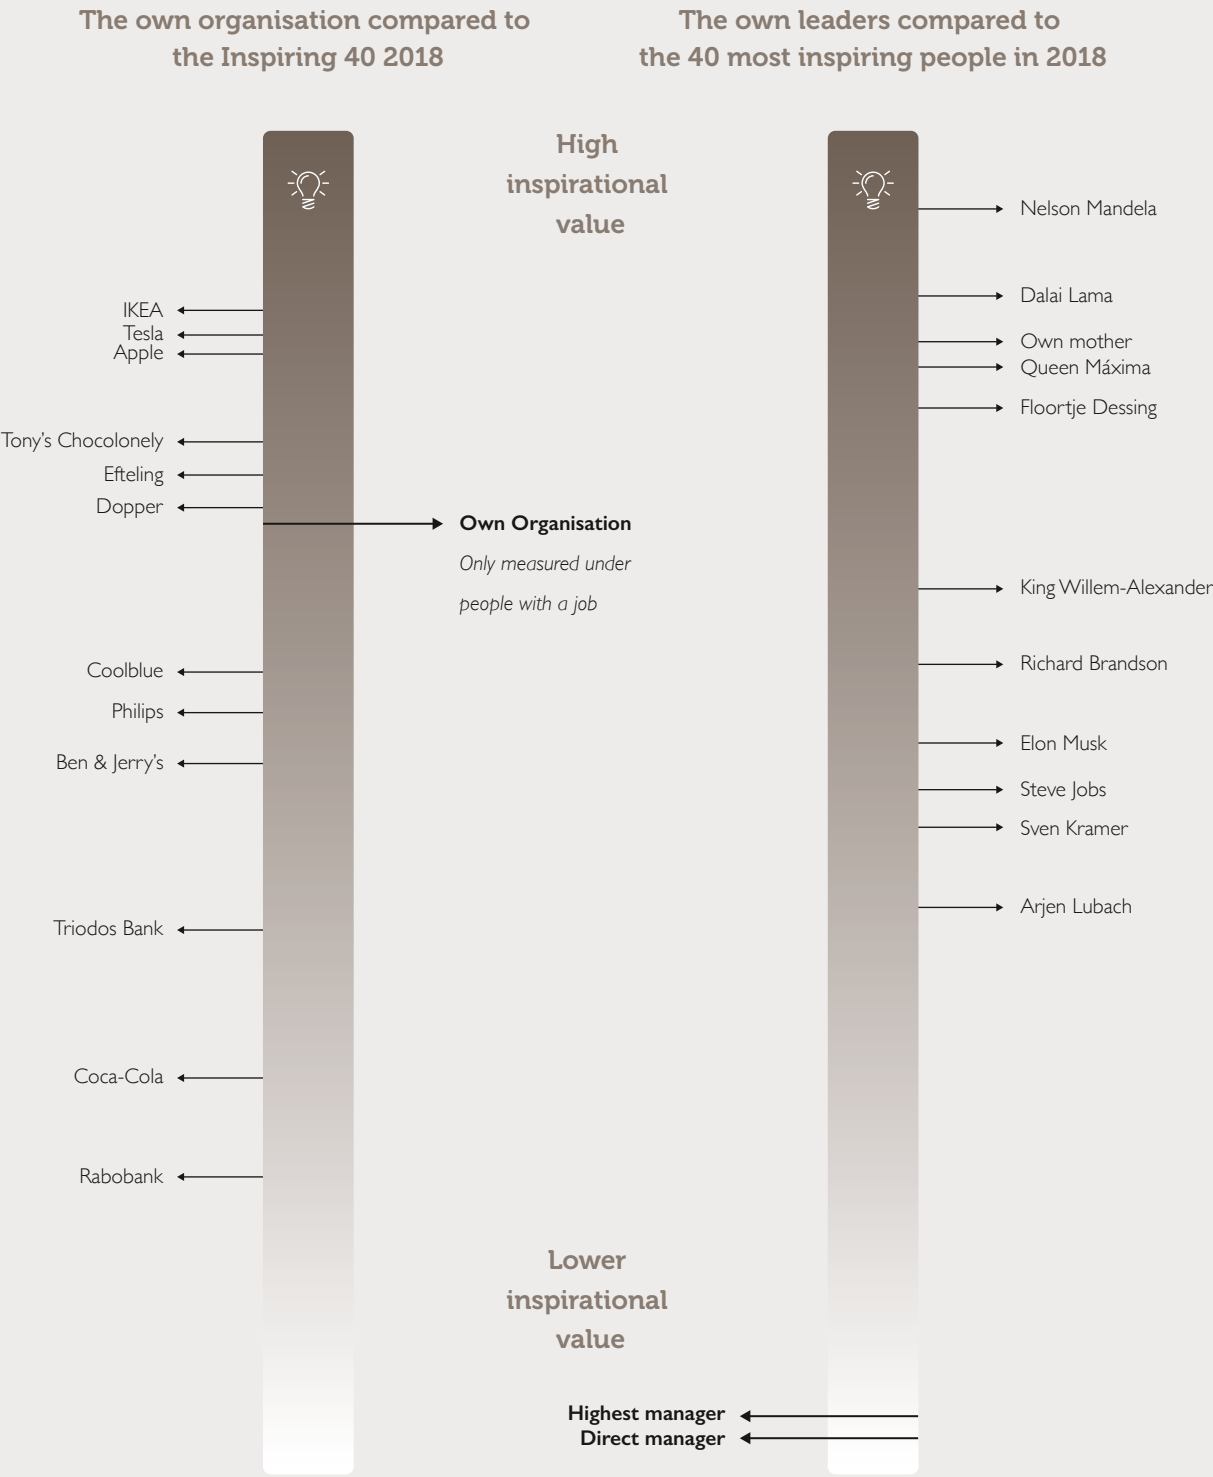 The own organisation compared to
the Inspiring 40 2018
The own leaders compared to
the 40 most inspiring people in 2018
High
inspirational
value
IKEA
Tesla
Apple
Tony's Chocolonely
Efteling
Dopper
Own Organisation
Only measured under
people with a job
Coolblue
Philips
Ben & Jerry's
Triodos Bank
Coca-Cola
Rabobank
Nelson Mandela
Dalai Lama
Own mother
Queen Máxima
Floortje Dessing
King Willem-Alexander
Richard Brandson
Elon Musk
Steve Jobs
Sven Kramer
Arjen Lubach
Lower
inspirational
value
Highest manager
Direct manager